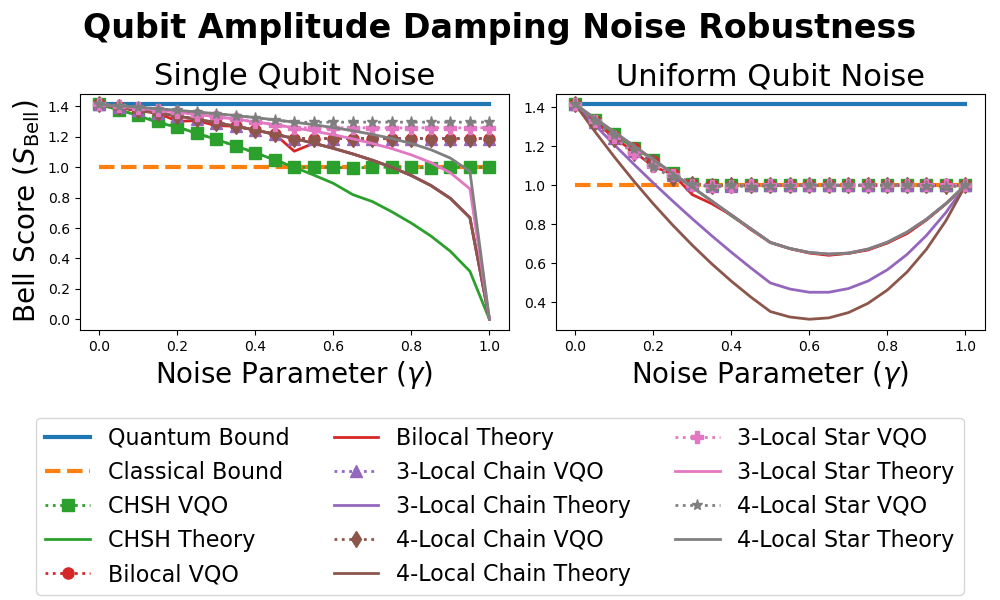 Qubit Amplitude Damping Noise Robustness
Single Qubit Noise
Uniform Qubit Noise
Bell Score (S_Bell)
1.4
1.2
1.0
0.8
0.6
0.4
0.2
0.0
0.0 0.2 0.4 0.6 0.8 1.0
Noise Parameter (γ)
1.4
1.2
1.0
0.8
0.6
0.4
0.0 0.2 0.4 0.6 0.8 1.0
Noise Parameter (γ)
Quantum Bound
Classical Bound
CHSH VQO
CHSH Theory
Bilocal VQO
Bilocal Theory
3-Local Chain VQO
3-Local Chain Theory
4-Local Chain VQO
4-Local Chain Theory
3-Local Star VQO
3-Local Star Theory
4-Local Star VQO
4-Local Star Theory